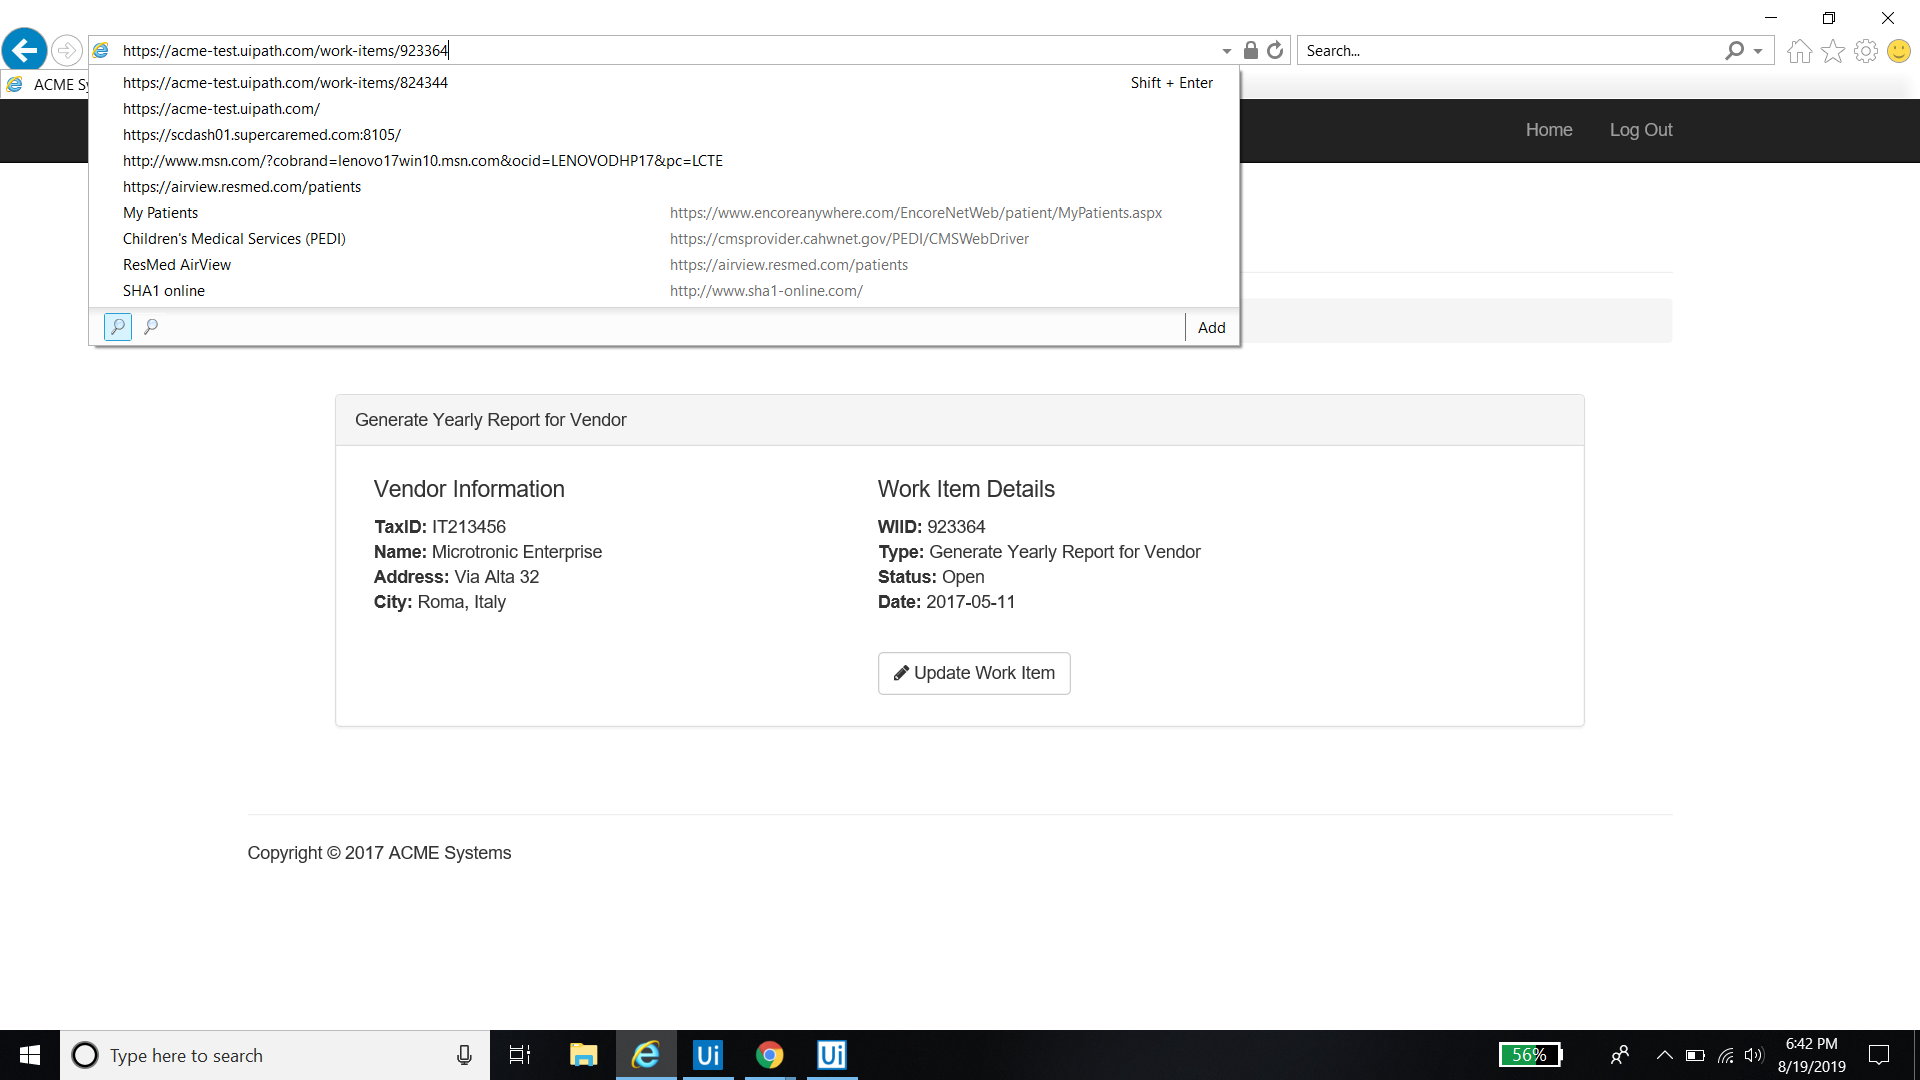 https://acme-test.uipath.com/work-items/923364
Search...
ACME Sy
https://acme-test.uipath.com/work-items/824344 Shift + Enter
https://acme-test.uipath.com/
https://scdash01.supercaremed.com:8105/
http://www.msn.com/?cobrand=lenovo17win10.msn.com&ocid=LENOVODHP17&pc=LCTE
https://airview.resmed.com/patients
My Patients https://www.encoreanywhere.com/EncoreNetWeb/patient/MyPatients.aspx
Children's Medical Services (PEDI) https://cmsprovider.cahwnet.gov/PEDI/CMSWebDriver
ResMed AirView https://airview.resmed.com/patients
SHA1 online http://www.sha1-online.com/
Add
Home Log Out
Generate Yearly Report for Vendor
Vendor Information
TaxID: IT213456
Name: Microtronic Enterprise
Address: Via Alta 32
City: Roma, Italy
Work Item Details
WIID: 923364
Type: Generate Yearly Report for Vendor
Status: Open
Date: 2017-05-11
Update Work Item
Copyright © 2017 ACME Systems
Type here to search
Ui
Ui
56%
6:42 PM
8/19/2019